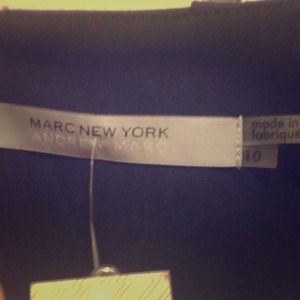 MARC NEW YORK
ANDREW MARC
made in
fabriqué
10